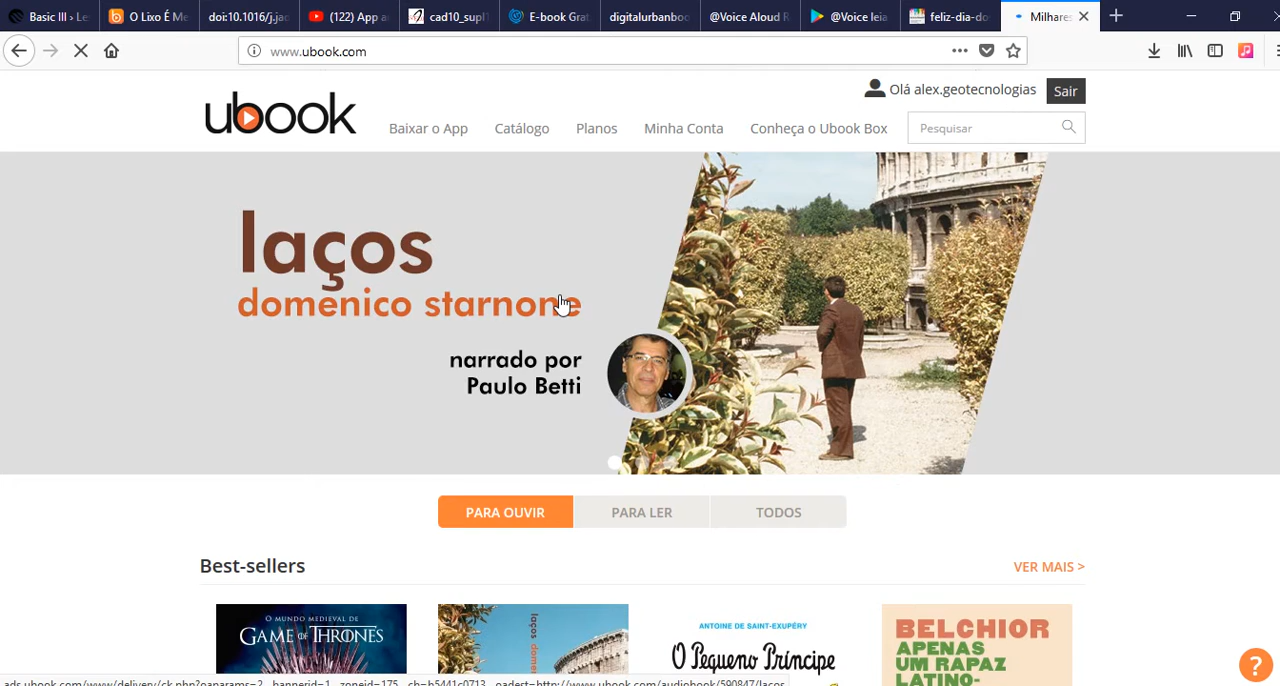 Basic III › Le
O Lixo É Me
doi:10.1016/j.jad
(122) App a
cad10_supl1
E-book Grat
digitalurbanboo
@Voice Aloud R
@Voice leia
feliz-dia-do
Milhares
www.ubook.com
Olá alex.geotecnologias
Sair
ubook
Baixar o App
Catálogo
Planos
Minha Conta
Conheça o Ubook Box
Pesquisar
laços
domenico starnone
narrado por
Paulo Betti
PARA OUVIR
PARA LER
TODOS
Best-sellers
VER MAIS >
O MUNDO MEDIEVAL DE
GAME OF THRONES
laços
ANTOINE DE SAINT-EXUPÉRY
O Pequeno Príncipe
BELCHIOR
APENAS
UM RAPAZ
LATINO-